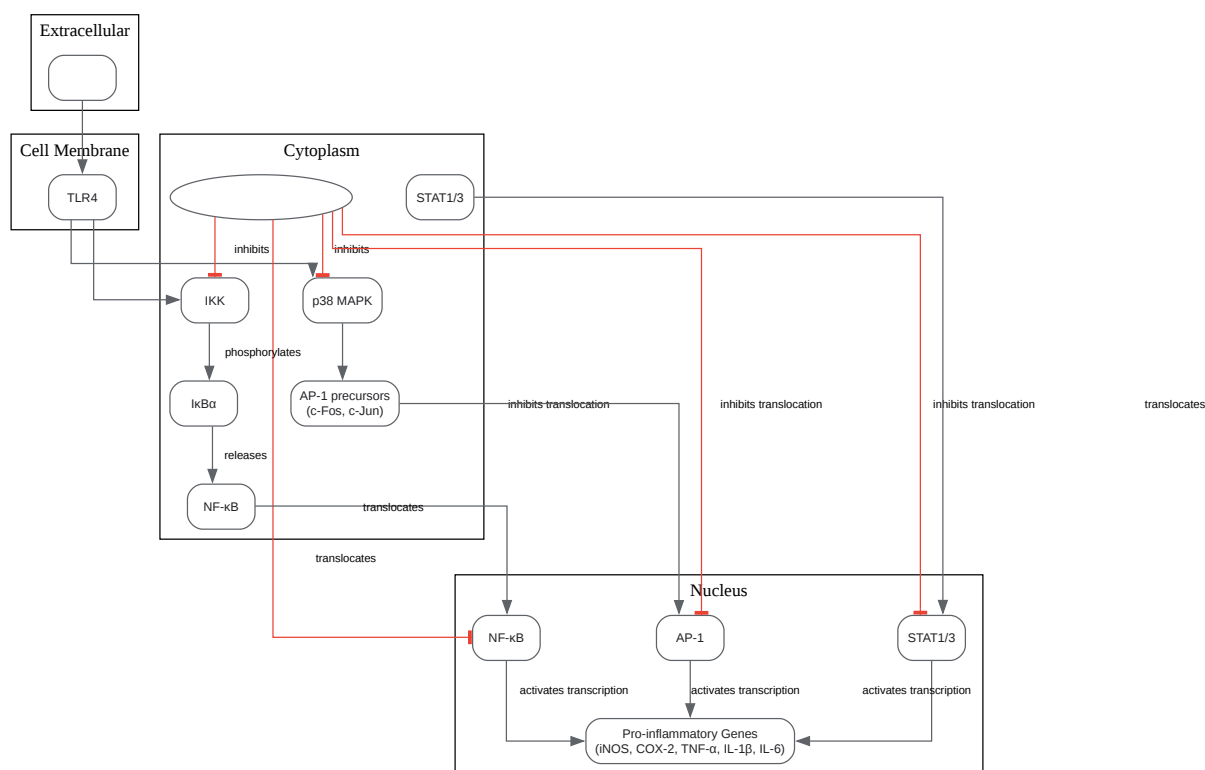 Extracellular
Cell Membrane
TLR4
Cytoplasm
STAT1/3
inhibits
inhibits
IKK
p38 MAPK
phosphorylates
IκBα
AP-1 precursors
(c-Fos, c-Jun)
inhibits translocation
inhibits translocation
inhibits translocation
translocates
releases
NF-κB
translocates
translocates
Nucleus
NF-κB
AP-1
STAT1/3
activates transcription
activates transcription
activates transcription
Pro-inflammatory Genes
(iNOS, COX-2, TNF-α, IL-1β, IL-6)